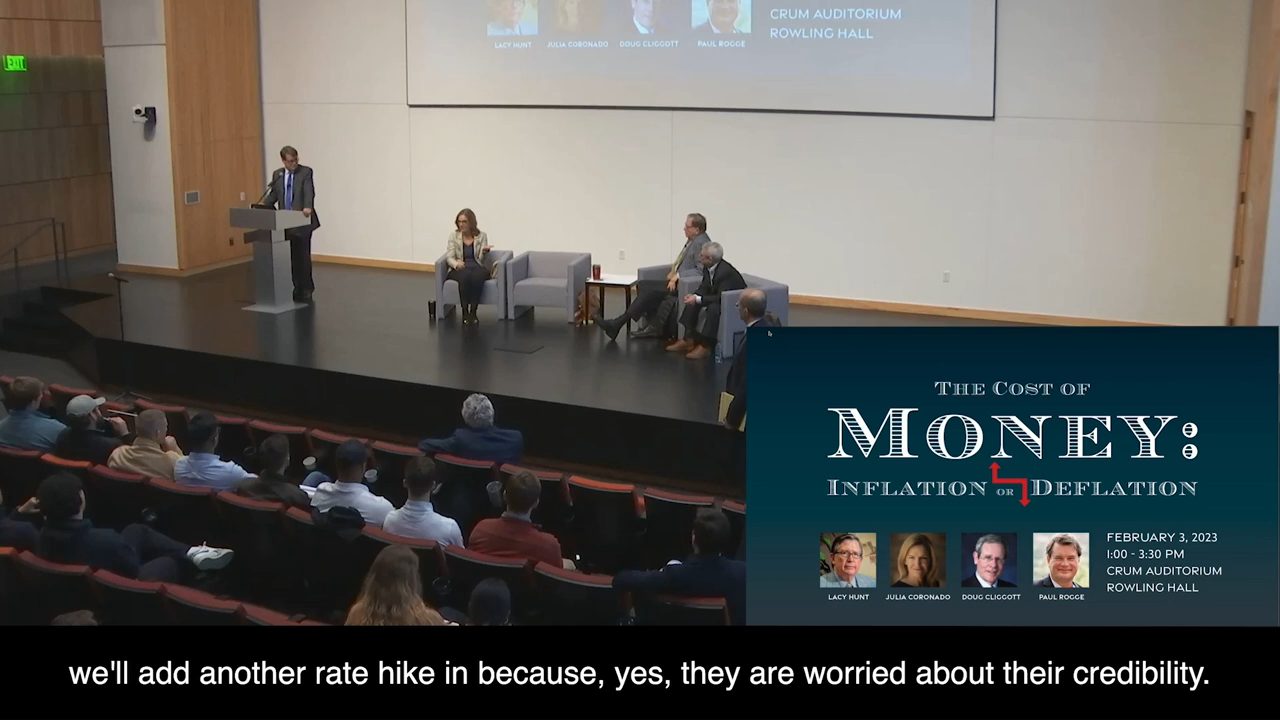 CRUM AUDITORIUM
ROWLING HALL
LACY HUNT
JULIA CORONADO
DOUG CLIGGOTT
PAUL ROGGE
EXIT
THE COST OF
MONEY:
INFLATION OR DEFLATION
FEBRUARY 3, 2023
1:00 - 3:30 PM
CRUM AUDITORIUM
ROWLING HALL
LACY HUNT
JULIA CORONADO
DOUG CLIGGOTT
PAUL ROGGE
we'll add another rate hike in because, yes, they are worried about their credibility.